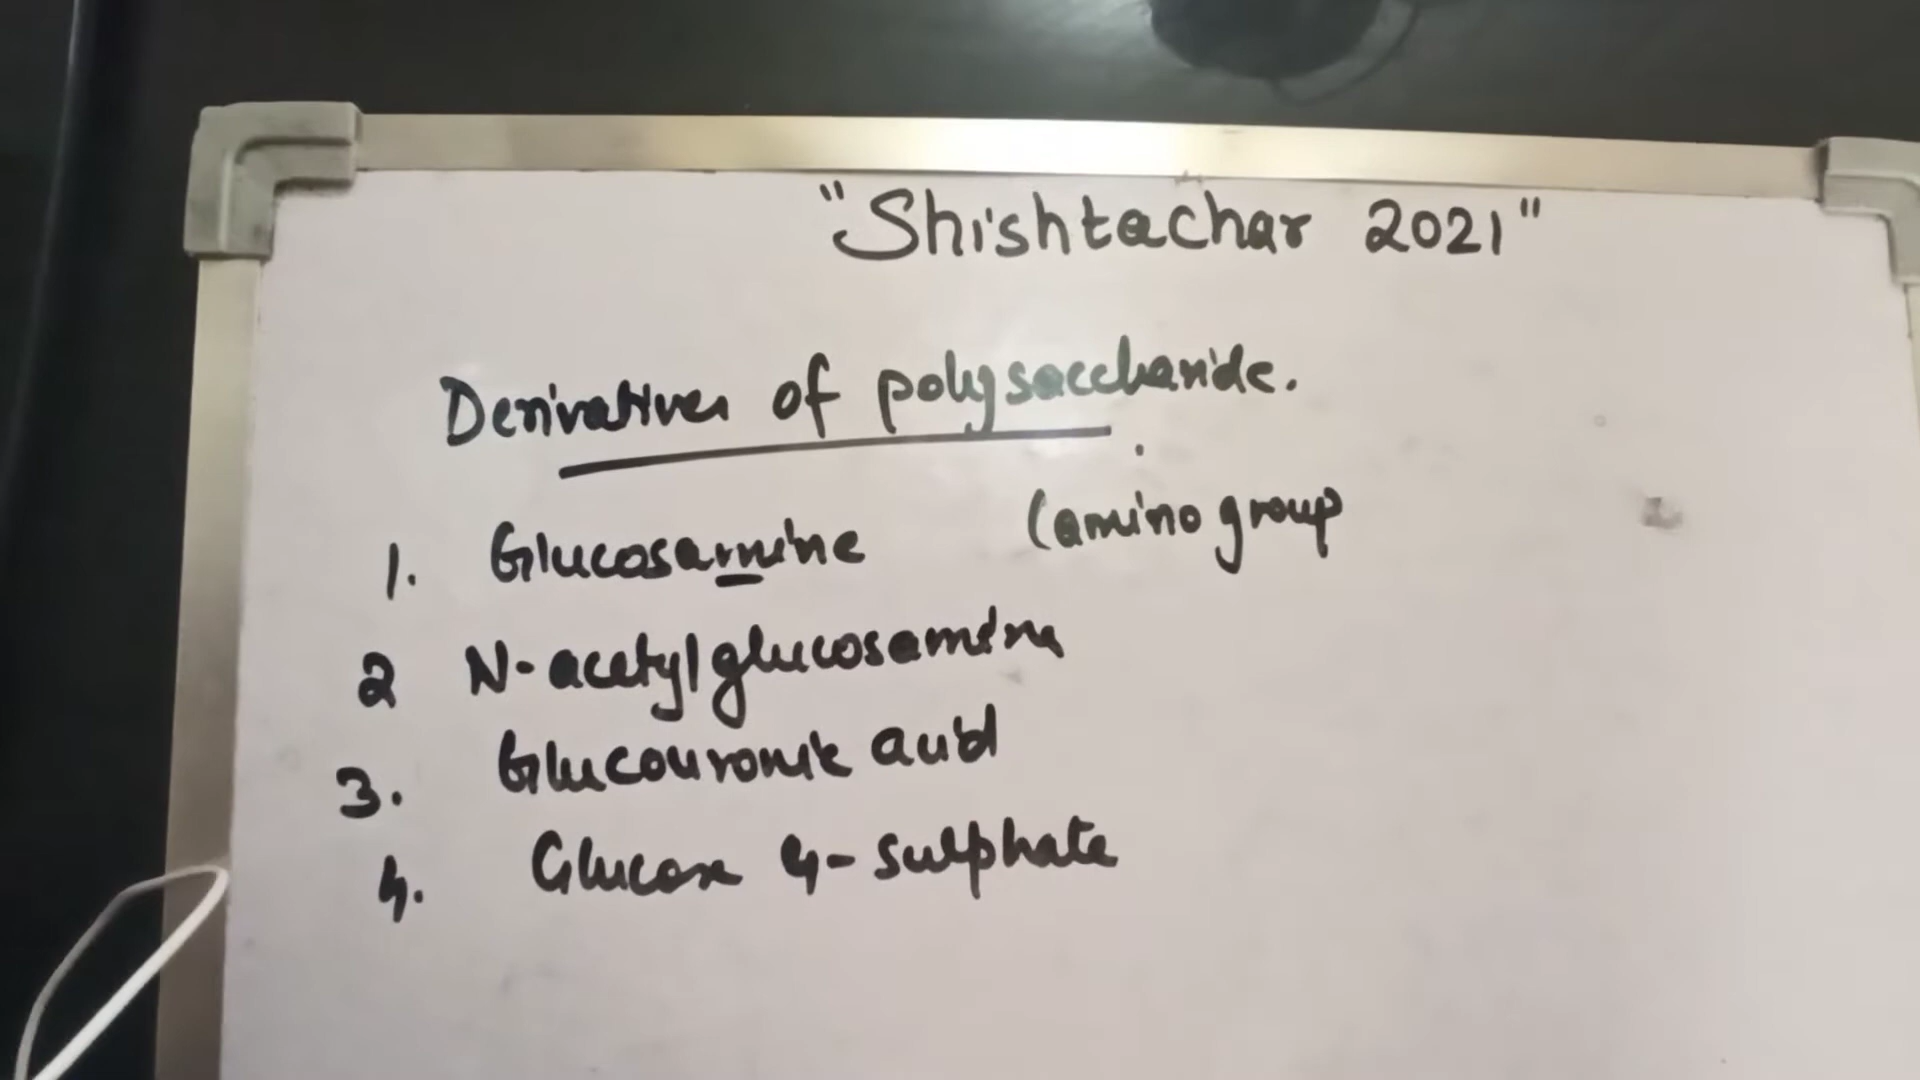 "Shishtachar 2021"
Derivatives of polysaccharide.
1. Glucosamine (amino group
2 N-acetylglucosamine
3. Glucouronic acid
4. Glucose 4-sulphate